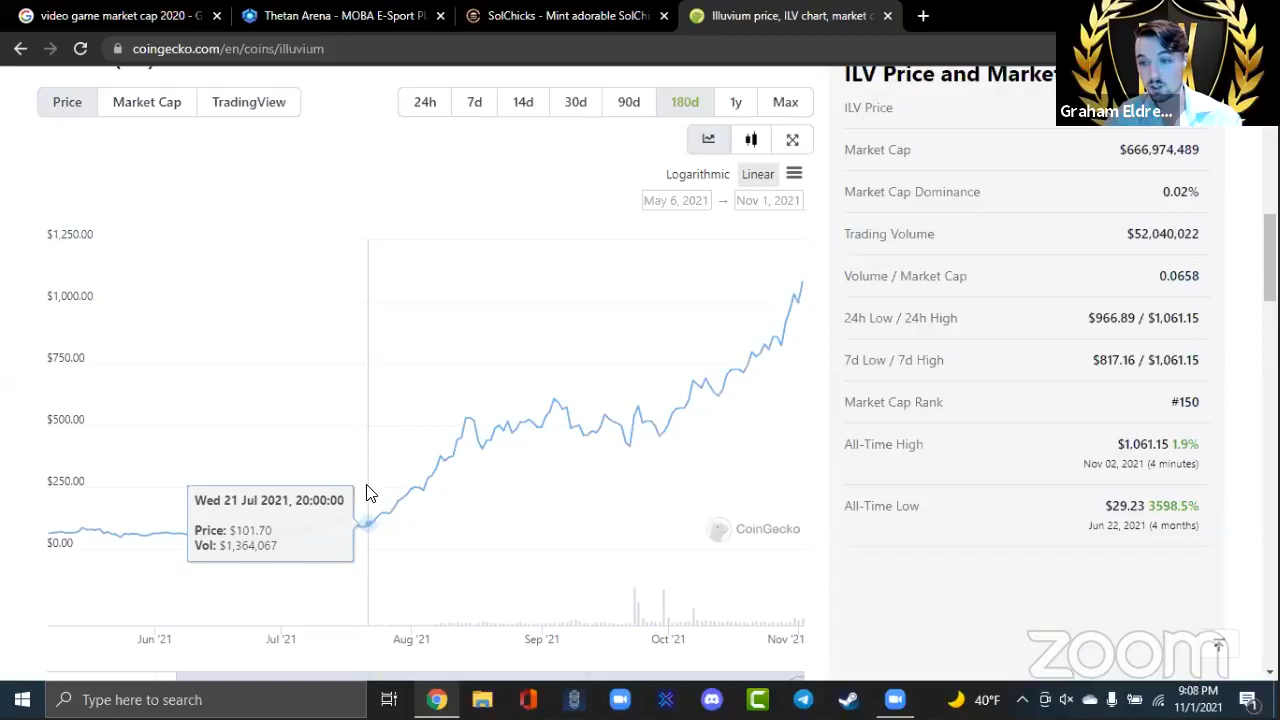 video game market cap 2020 - G
Thetan Arena - MOBA E-Sport Pl
SolChicks - Mint adorable SolChi
Illuvium price, ILV chart, market c
coingecko.com/en/coins/illuvium
Graham Eldre...
Price
Market Cap
TradingView
24h
7d
14d
30d
90d
180d
1y
Max
Logarithmic
Linear
May 6, 2021 → Nov 1, 2021
$1,250.00
$1,000.00
$750.00
$500.00
$250.00
$0.00
Wed 21 Jul 2021, 20:00:00
Price: $101.70
Vol: $1,364,067
CoinGecko
Jun '21
Jul '21
Aug '21
Sep '21
Oct '21
Nov '21
ILV Price and Marke
ILV Price
Market Cap $666,974,489
Market Cap Dominance 0.02%
Trading Volume $52,040,022
Volume / Market Cap 0.0658
24h Low / 24h High $966.89 / $1,061.15
7d Low / 7d High $817.16 / $1,061.15
Market Cap Rank #150
All-Time High $1,061.15 1.9%
Nov 02, 2021 (4 minutes)
All-Time Low $29.23 3598.5%
Jun 22, 2021 (4 months)
zoom
Type here to search
40°F
9:08 PM
11/1/2021
1